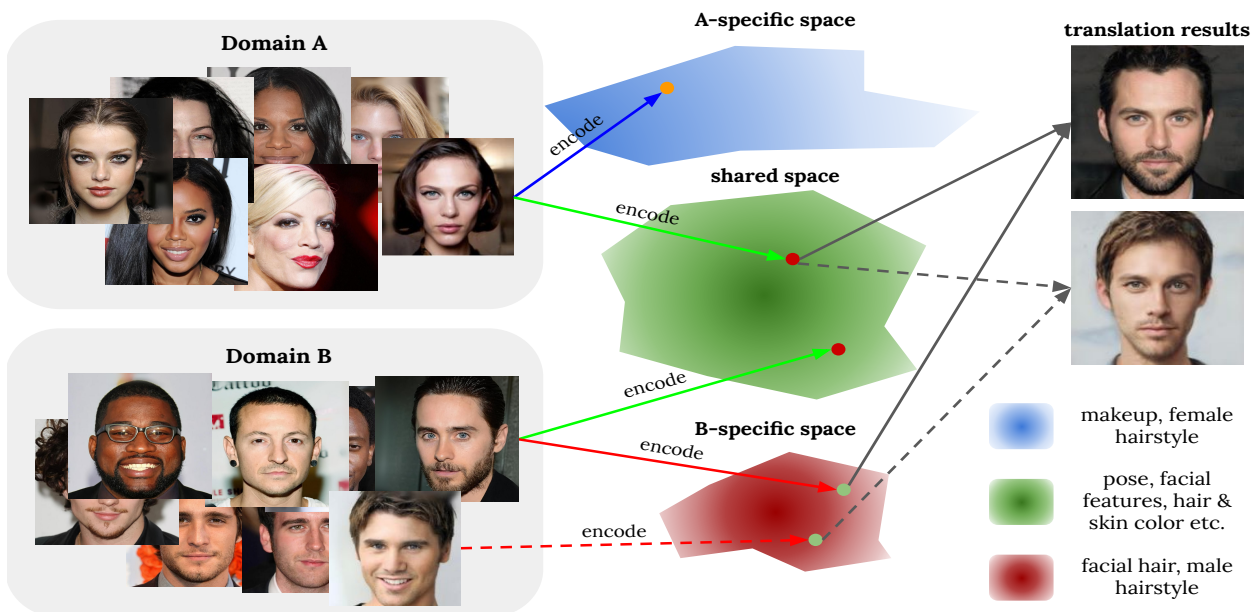 A-specific space
translation results
Domain A
encode
shared space
encode
BY
Domain B
encode
B-specific space
encode
encode
makeup, female
hairstyle
pose, facial
features, hair &
skin color etc.
facial hair, male
hairstyle